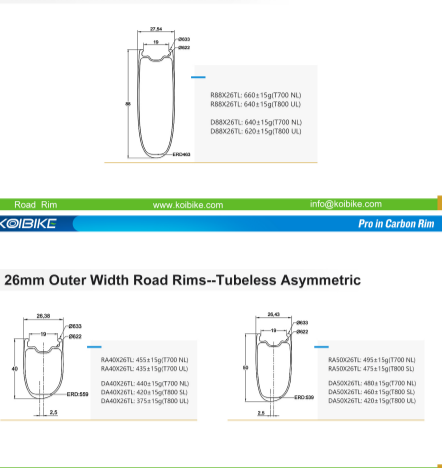 27,54
19
Ø633
Ø622
88
ERD463
R88X26TL: 660±15g(T700 NL)
R88X26TL: 640±15g(T800 UL)
D88X26TL: 640±15g(T700 NL)
D88X26TL: 620±15g(T800 UL)
Road Rim
www.koibike.com
info@koibike.com
KOIBIKE
Pro in Carbon Rim
26mm Outer Width Road Rims--Tubeless Asymmetric
26,38
19
Ø633
Ø622
40
ERD:559
2,5
RA40X26TL: 455±15g(T700 NL)
RA40X26TL: 435±15g(T700 UL)
DA40X26TL: 440±15g(T700 NL)
DA40X26TL: 420±15g(T800 SL)
DA40X26TL: 375±15g(T800 UL)
26,43
19
Ø633
Ø622
50
ERD:539
2,5
RA50X26TL: 495±15g(T700 NL)
RA50X26TL: 475±15g(T800 SL)
DA50X26TL: 480±15g(T700 NL)
DA50X26TL: 460±15g(T800 SL)
DA50X26TL: 420±15g(T800 UL)